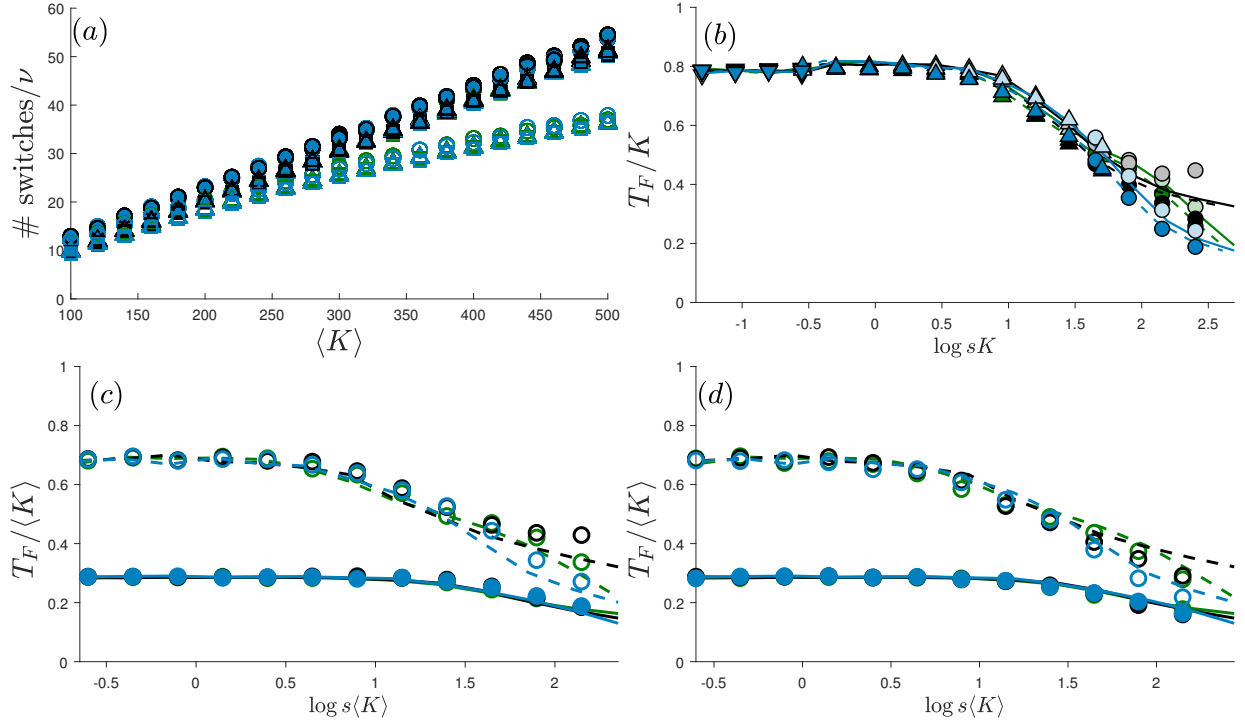 (a)
# switches/ν
60
50
40
30
20
10
0
100 150 200 250 300 350 400 450 500
⟨K⟩
(b)
T_F/K
1
0.8
0.6
0.4
0.2
0
-1 -0.5 0 0.5 1 1.5 2 2.5
log sK
(c)
T_F/⟨K⟩
1
0.8
0.6
0.4
0.2
0
-0.5 0 0.5 1 1.5 2
log s⟨K⟩
(d)
T_F/⟨K⟩
1
0.8
0.6
0.4
0.2
0
-0.5 0 0.5 1 1.5 2
log s⟨K⟩